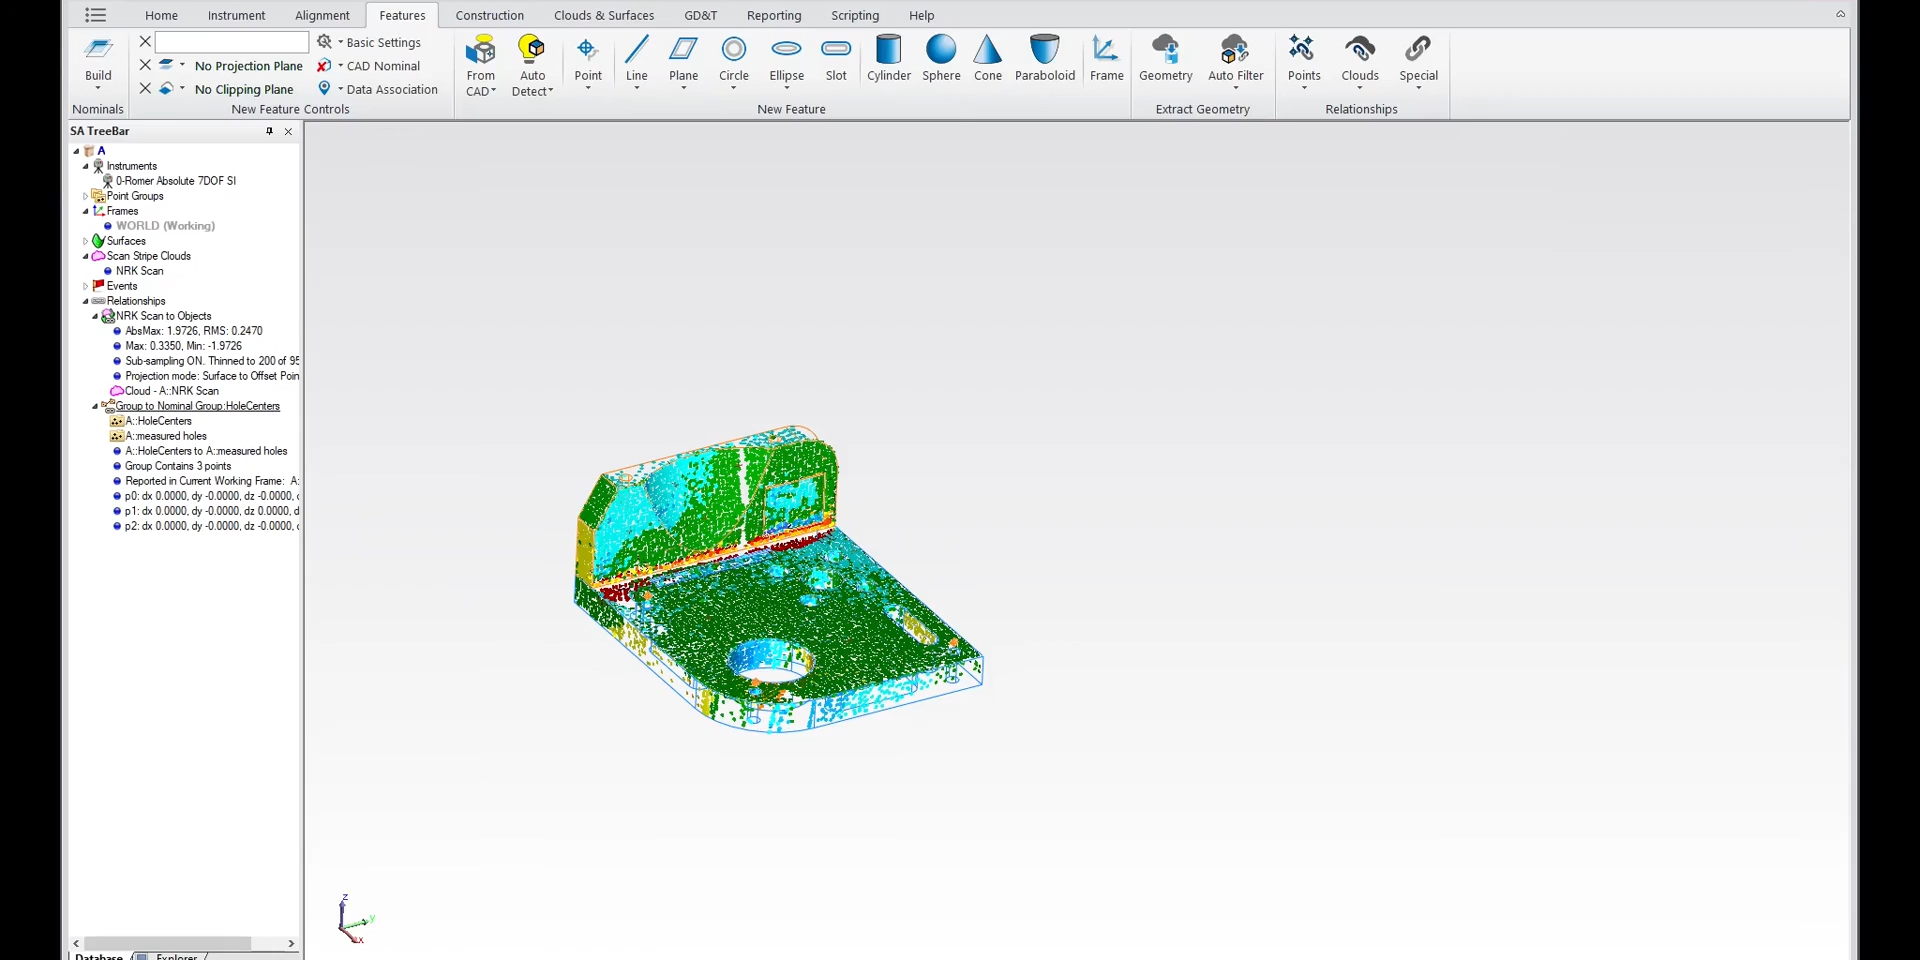 Home Instrument Alignment Features Construction Clouds & Surfaces GD&T Reporting Scripting Help
Build
Nominals
Basic Settings
No Projection Plane
CAD Nominal
No Clipping Plane
Data Association
New Feature Controls
From CAD
Auto Detect
Point
Line
Plane
Circle
Ellipse
Slot
Cylinder
Sphere
Cone
Paraboloid
Frame
New Feature
Geometry
Auto Filter
Extract Geometry
Points
Clouds
Special
Relationships
SA TreeBar
A
Instruments
0-Romer Absolute 7DOF SI
Point Groups
Frames
WORLD (Working)
Surfaces
Scan Stripe Clouds
NRK Scan
Events
Relationships
NRK Scan to Objects
AbsMax: 1.9726, RMS: 0.2470
Max: 0.3350, Min: -1.9726
Sub-sampling ON. Thinned to 200 of 95
Projection mode: Surface to Offset Poin
Cloud - A::NRK Scan
Group to Nominal Group:HoleCenters
A::HoleCenters
A::measured holes
A::HoleCenters to A::measured holes
Group Contains 3 points
Reported in Current Working Frame: A:
p0: dx 0.0000, dy -0.0000, dz -0.0000,
p1: dx 0.0000, dy -0.0000, dz 0.0000,
p2: dx 0.0000, dy -0.0000, dz -0.0000,
Z
Y
X
Database Explorer